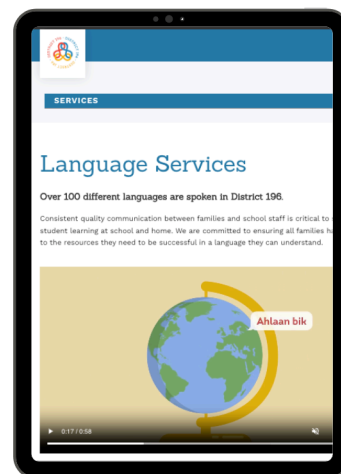 SERVICES
Language Services
Over 100 different languages are spoken in District 196.
Consistent quality communication between families and school staff is critical to
student learning at school and home. We are committed to ensuring all families
to the resources they need to be successful in a language they can understand.
Ahlaan bik
0:17 / 0:58